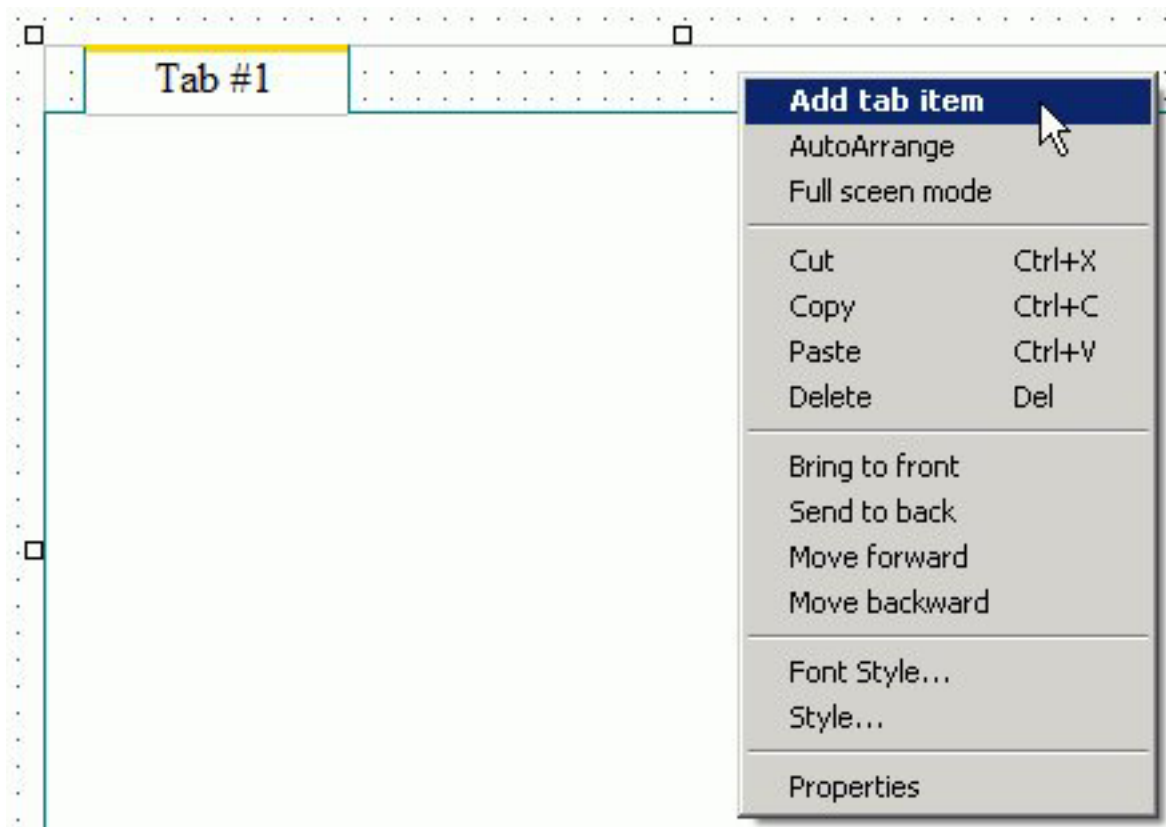 Tab #1
Add tab item
AutoArrange
Full sceen mode
Cut Ctrl+X
Copy Ctrl+C
Paste Ctrl+V
Delete Del
Bring to front
Send to back
Move forward
Move backward
Font Style...
Style...
Properties